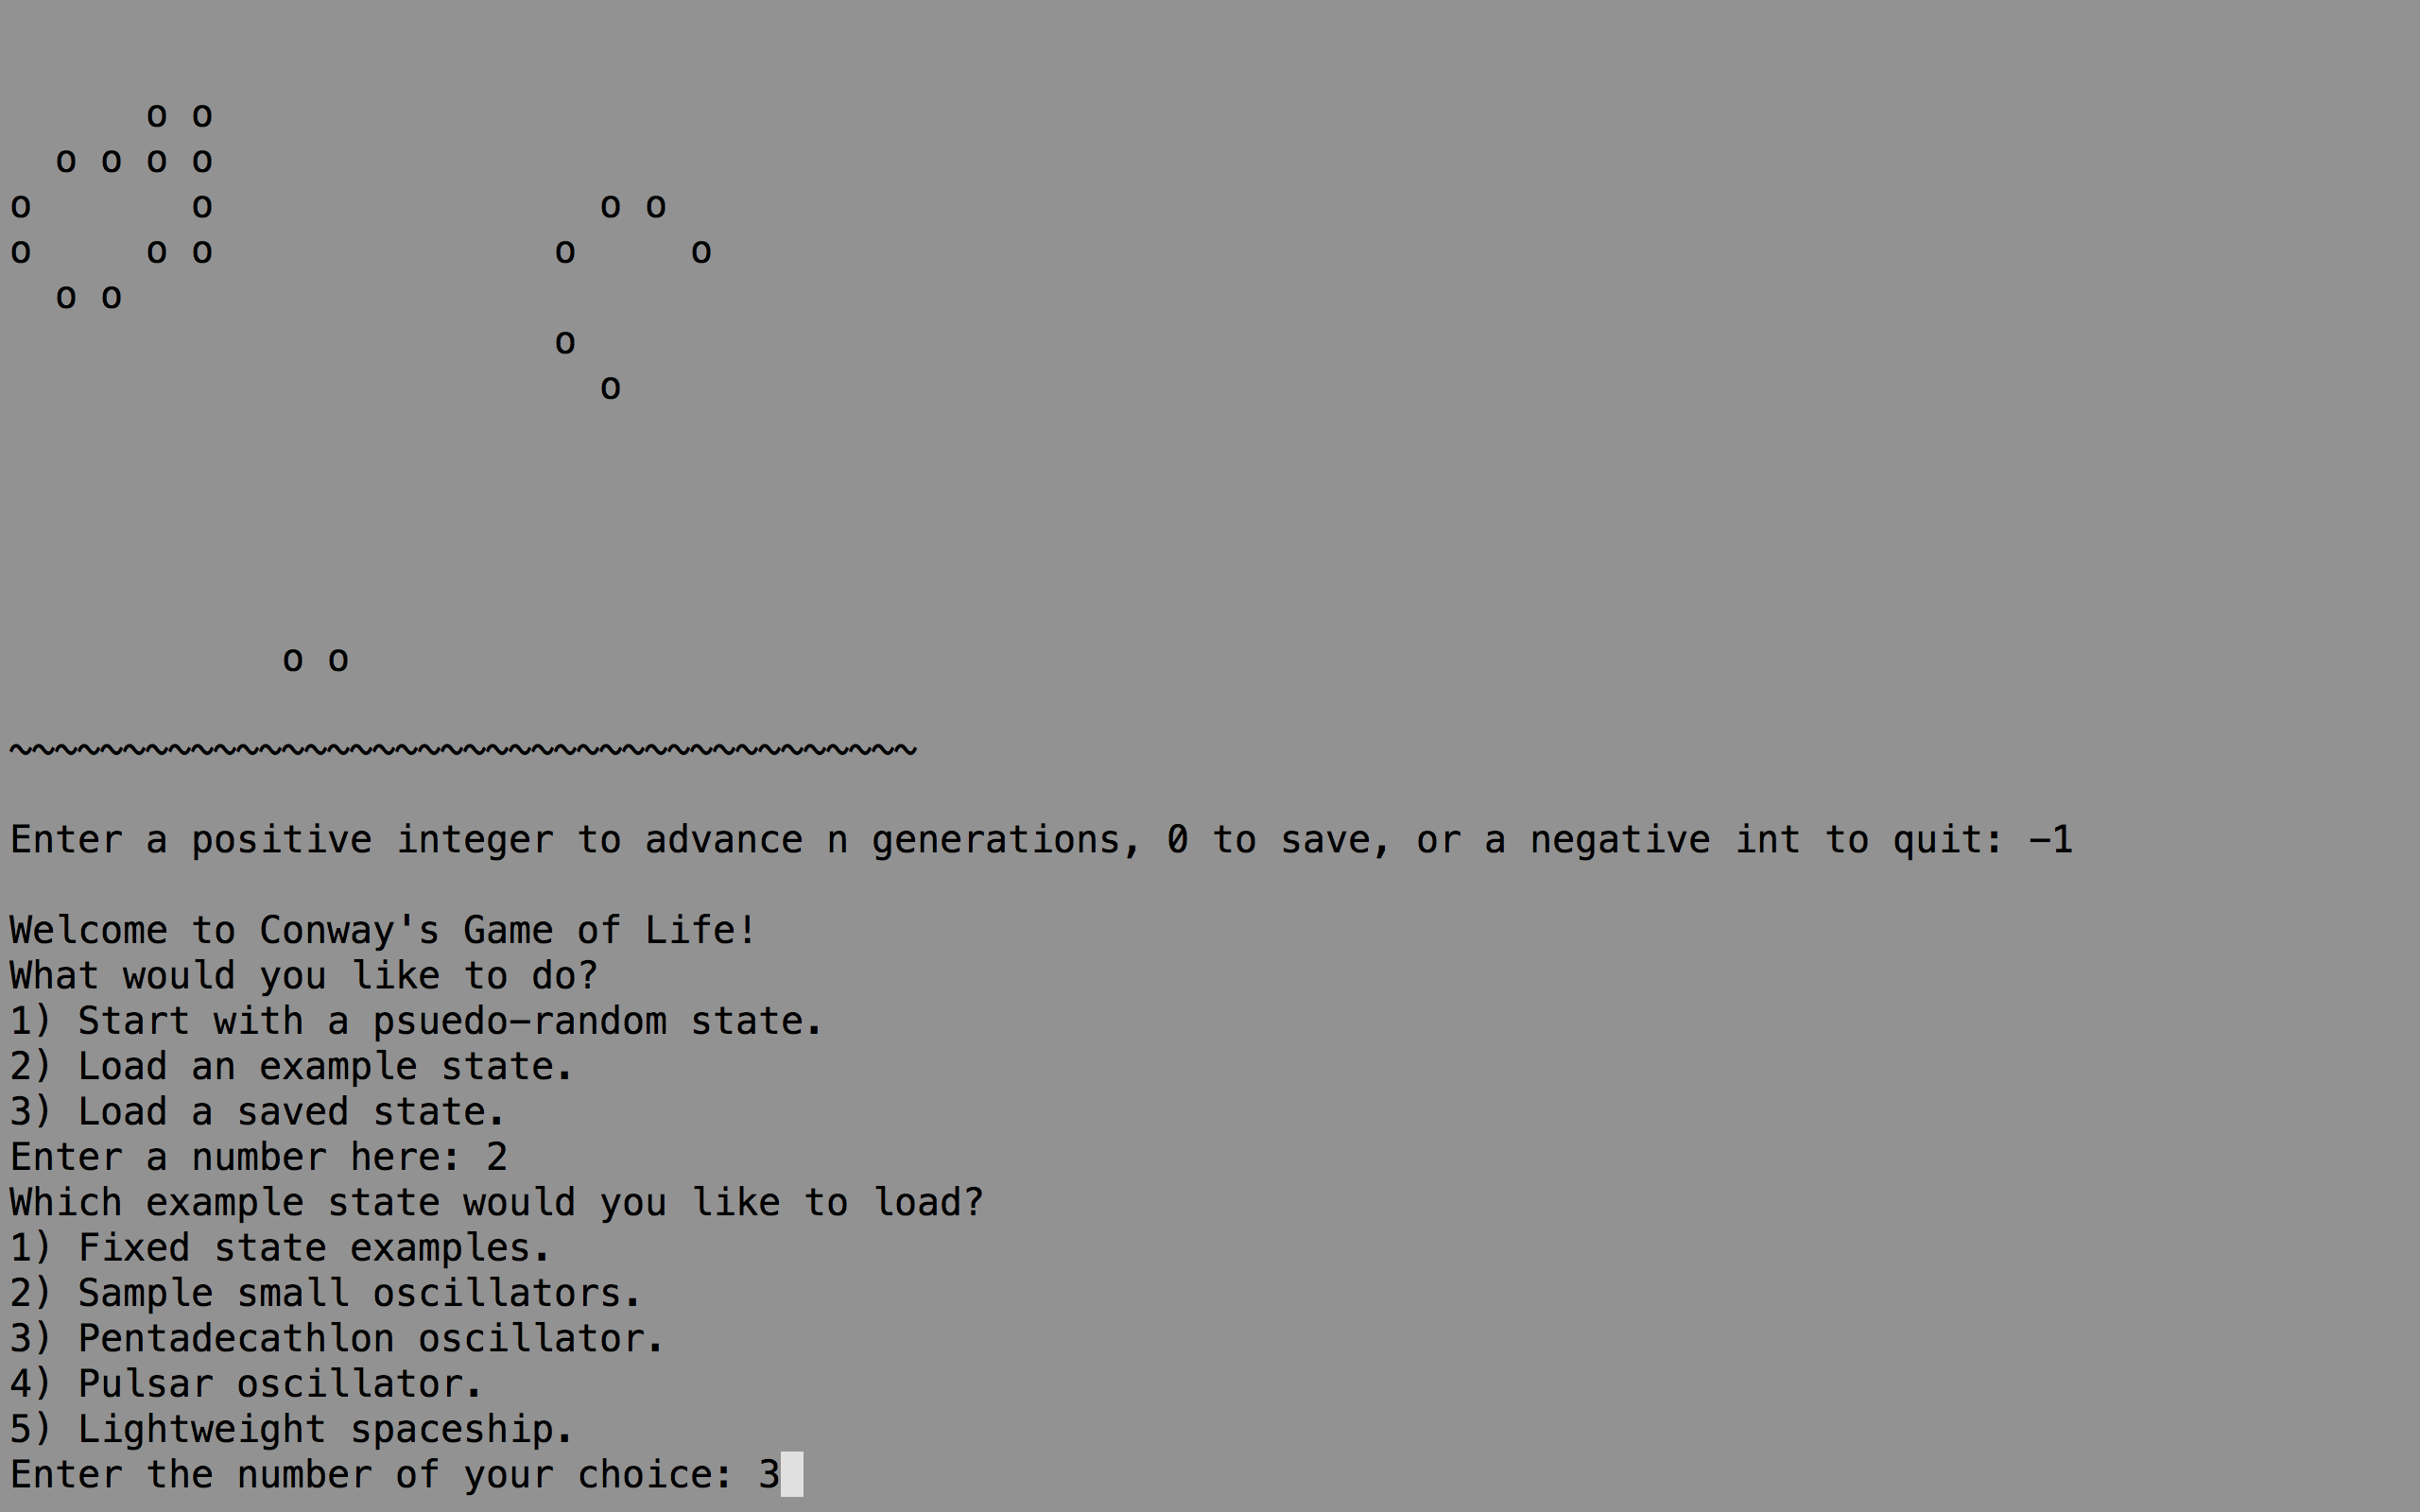 o o
  o o o o
o       o                 o o
o     o o               o     o
  o o
                        o
                          o
            o o
~~~~~~~~~~~~~~~~~~~~~~~~~~~~~~~~~~~~~~~~
Enter a positive integer to advance n generations, 0 to save, or a negative int to quit: -1
Welcome to Conway's Game of Life!
What would you like to do?
1) Start with a psuedo-random state.
2) Load an example state.
3) Load a saved state.
Enter a number here: 2
Which example state would you like to load?
1) Fixed state examples.
2) Sample small oscillators.
3) Pentadecathlon oscillator.
4) Pulsar oscillator.
5) Lightweight spaceship.
Enter the number of your choice: 3